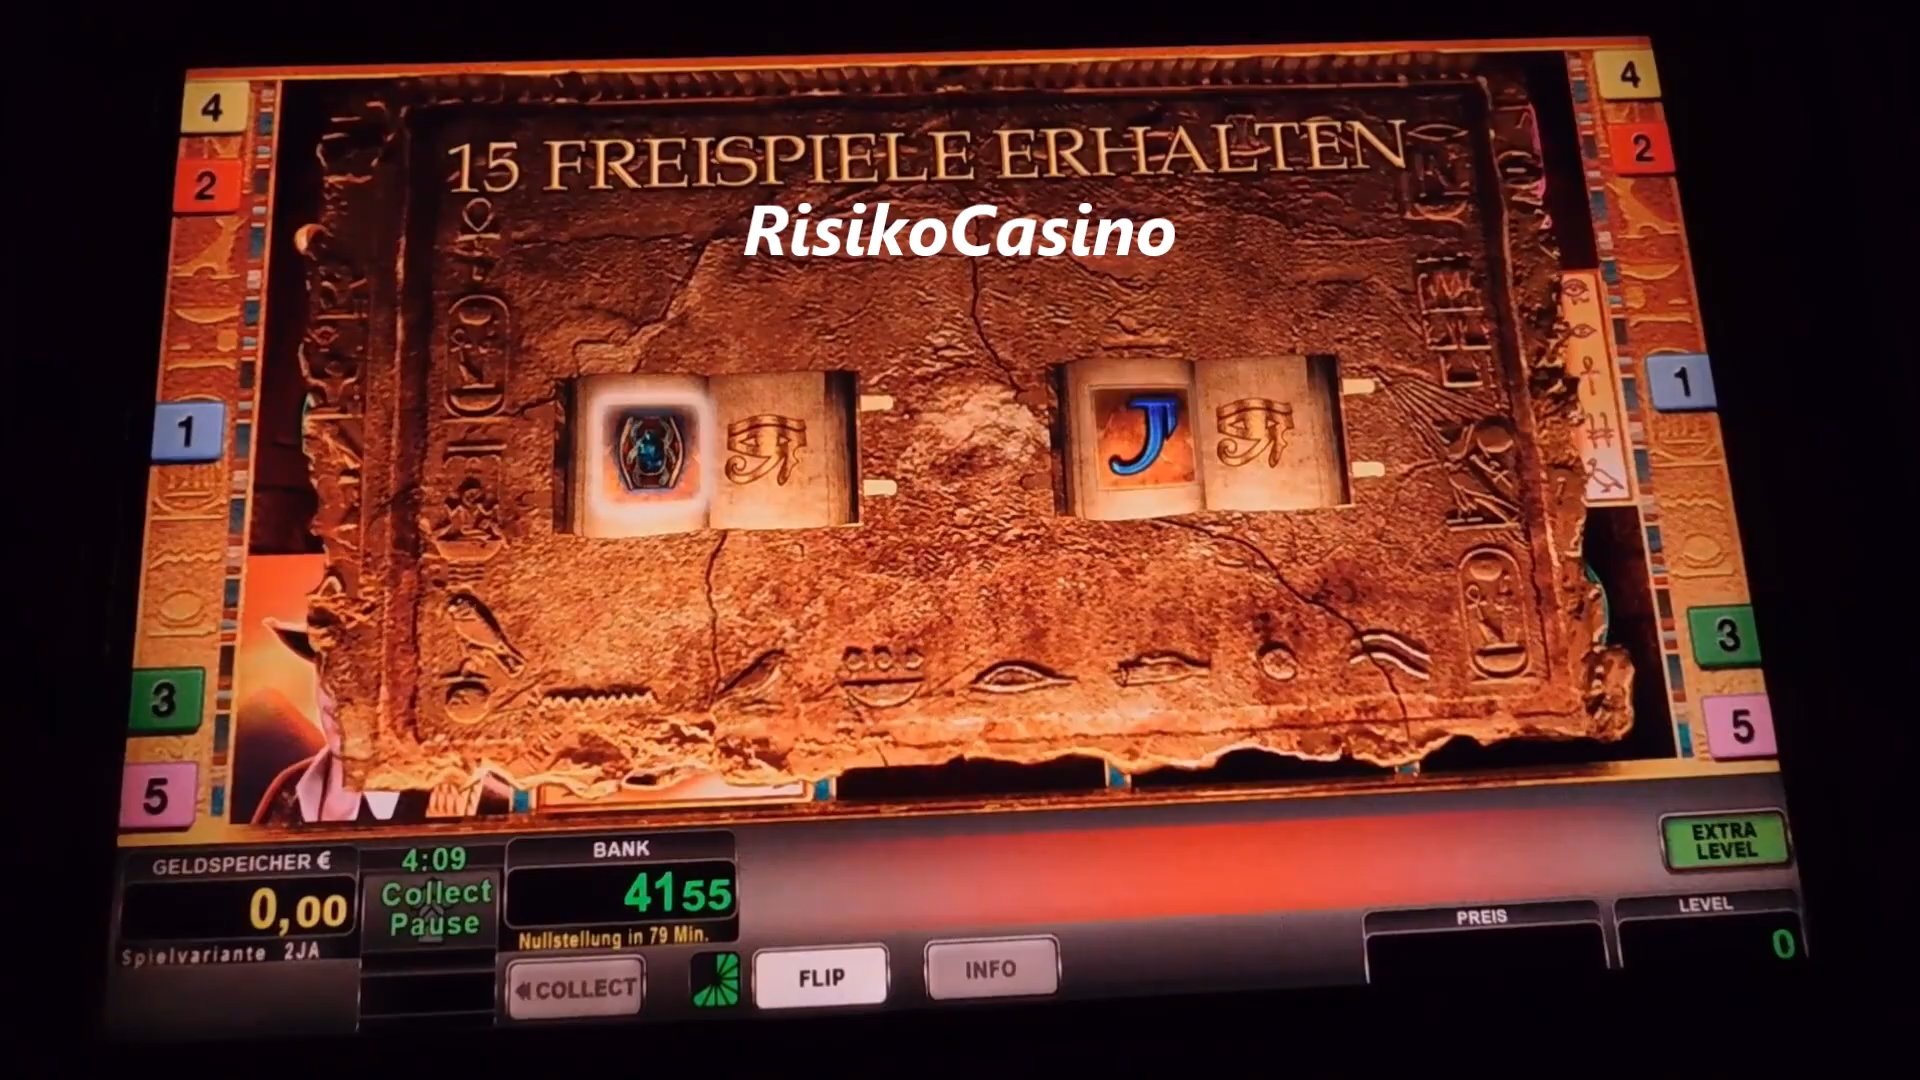 4
4
15 FREISPIELE ERHALTEN
2
2
RisikoCasino
1
J
1
3
3
5
5
GELDSPEICHER €
0,00
Spielvariante 2JA
4:09
Collect
Pause
BANK
4155
Nullstellung in 79 Min.
EXTRA
LEVEL
PREIS
LEVEL
0
COLLECT
FLIP
INFO